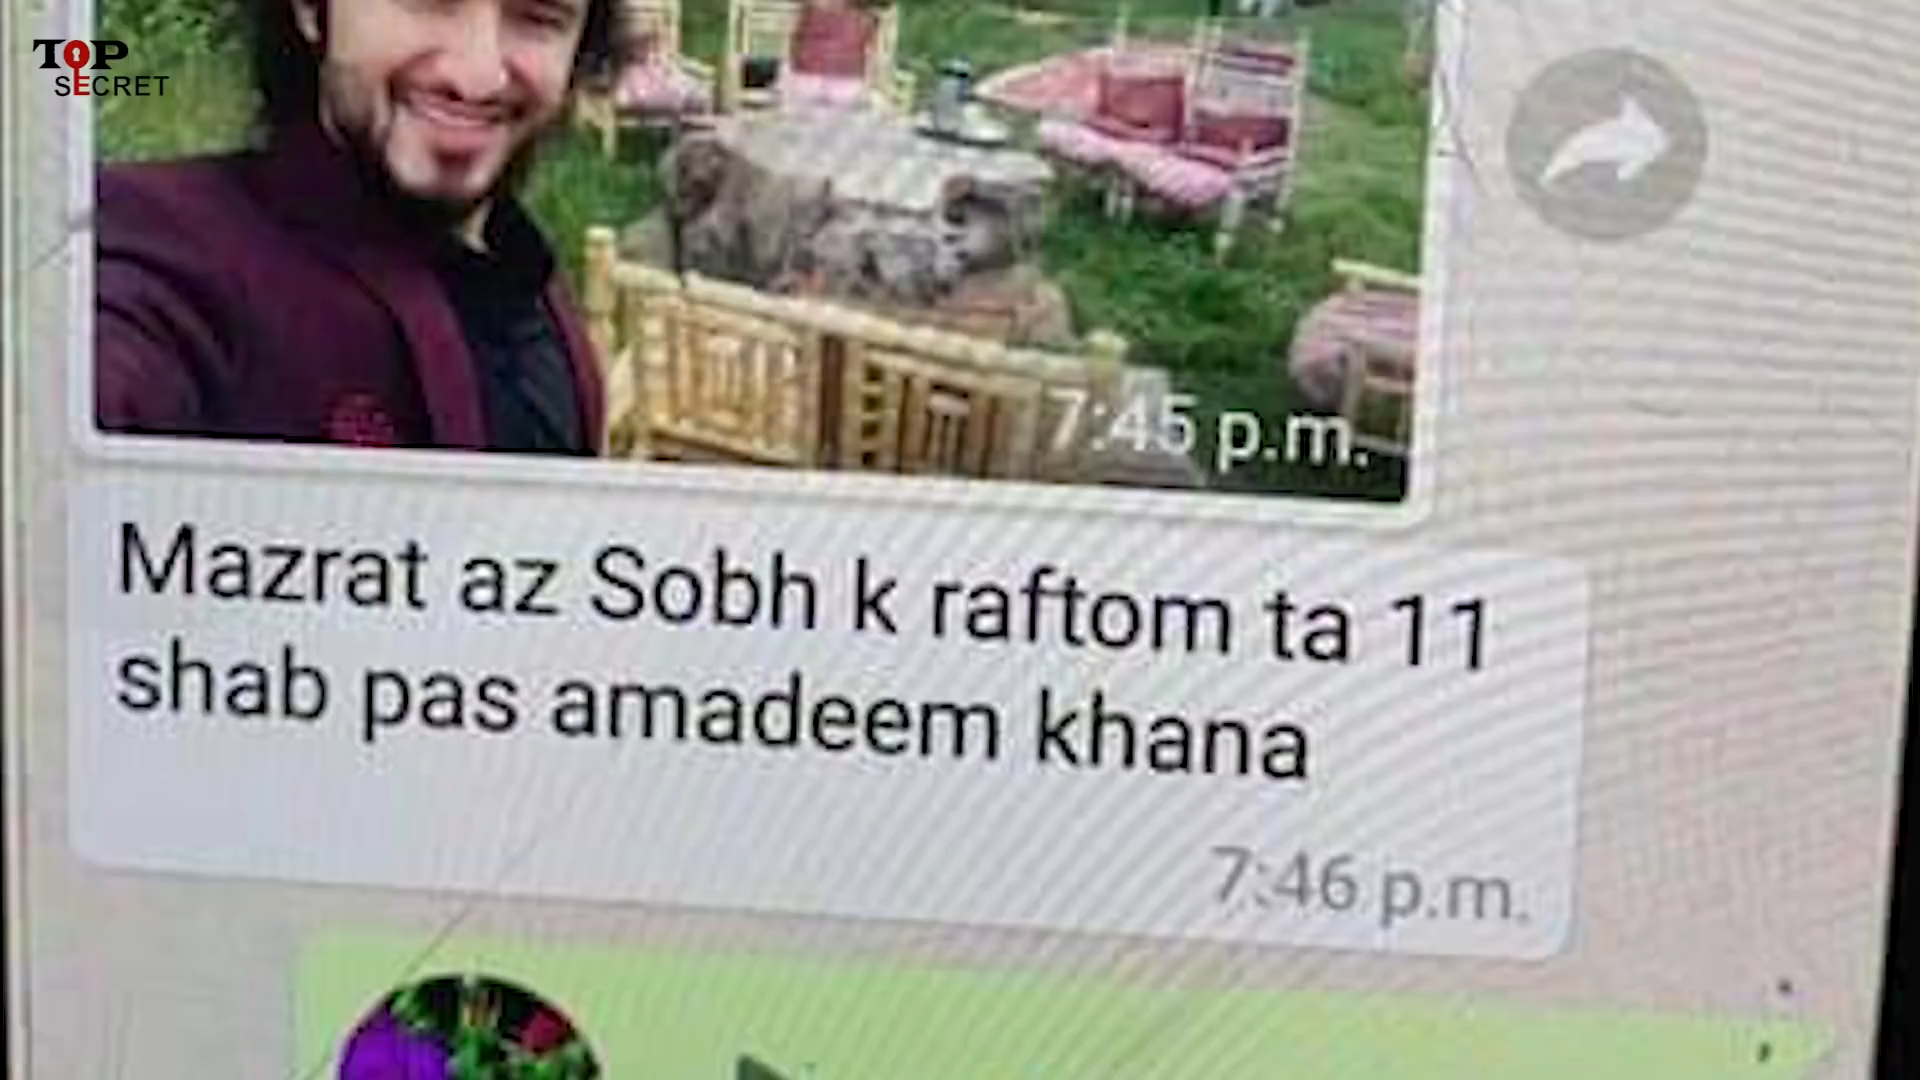 TOP
SECRET
7:45 p.m.
Mazrat az Sobh k raftom ta 11
shab pas amadeem khana
7:46 p.m.